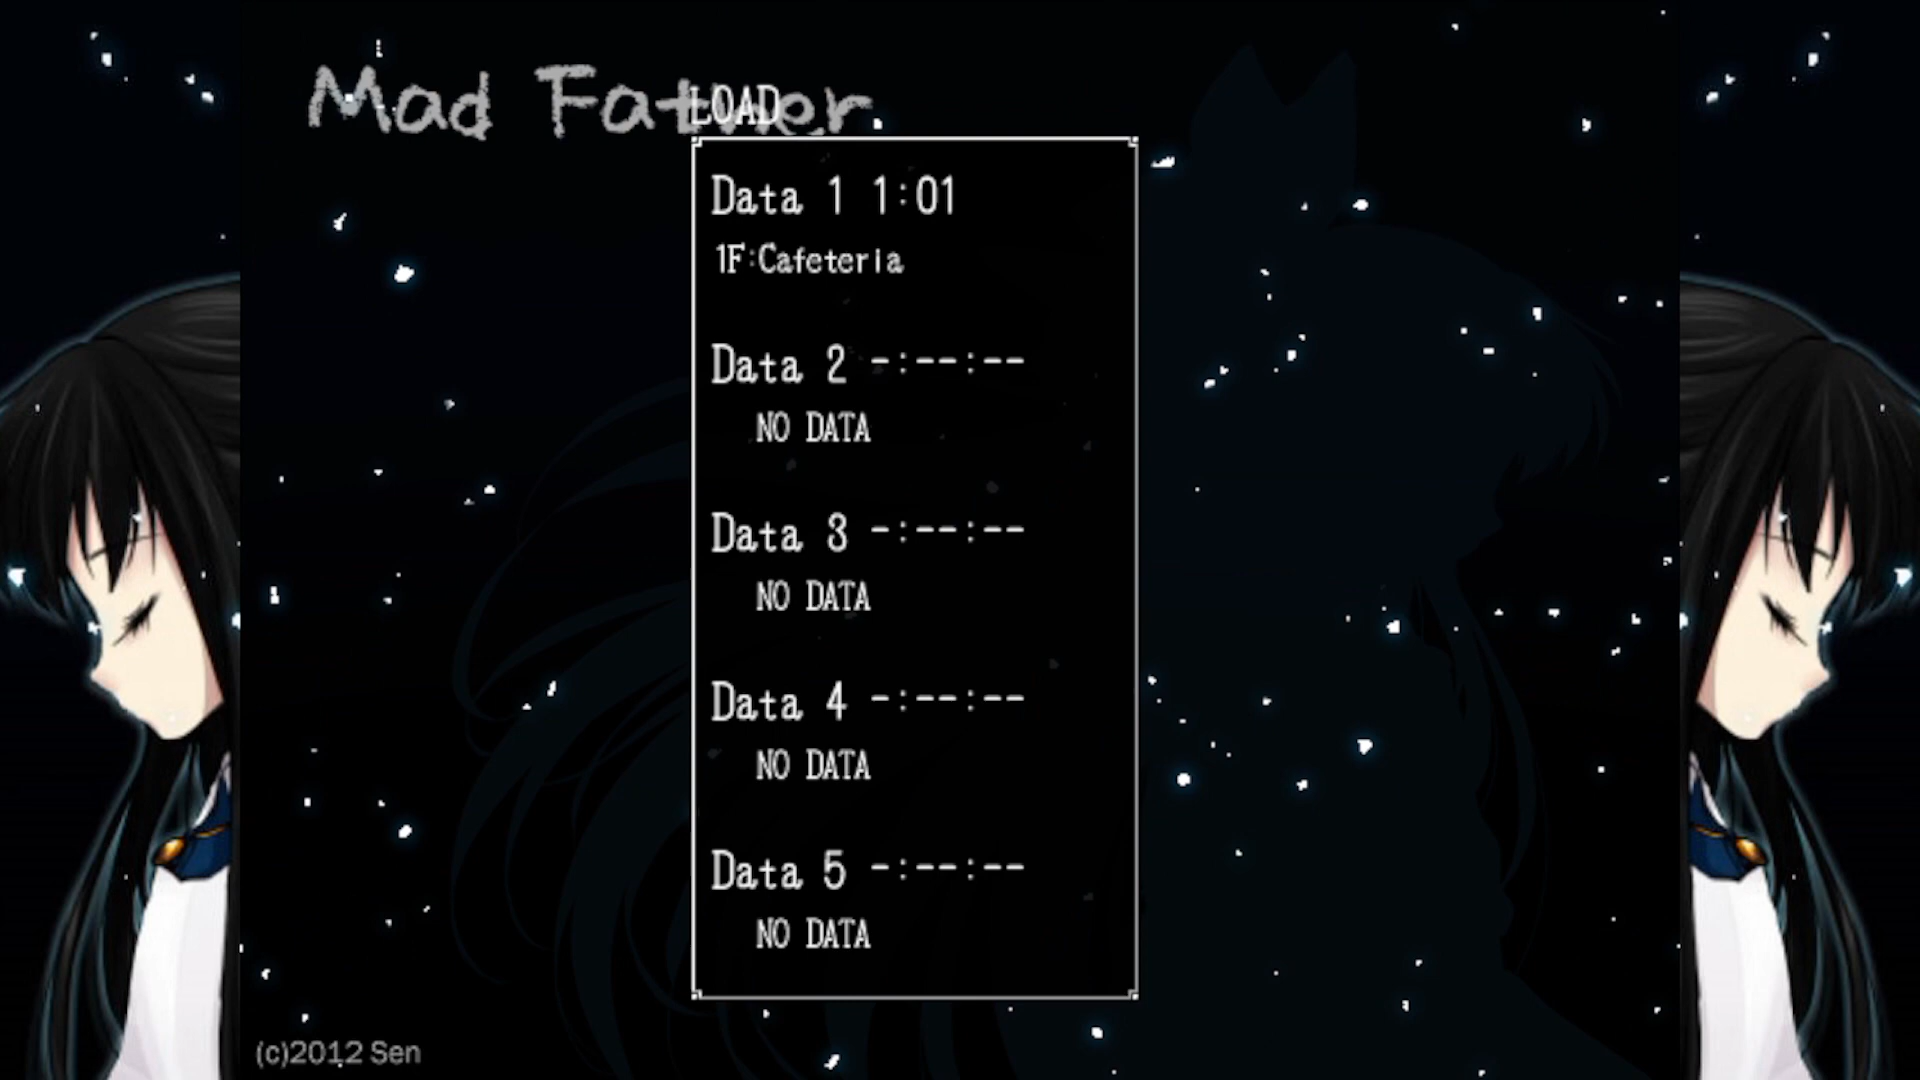 Mad Father
LOAD
Data 1 1:01
1F:Cafeteria
Data 2 -:--:--
NO DATA
Data 3 -:--:--
NO DATA
Data 4 -:--:--
NO DATA
Data 5 -:--:--
NO DATA
(c)2012 Sen